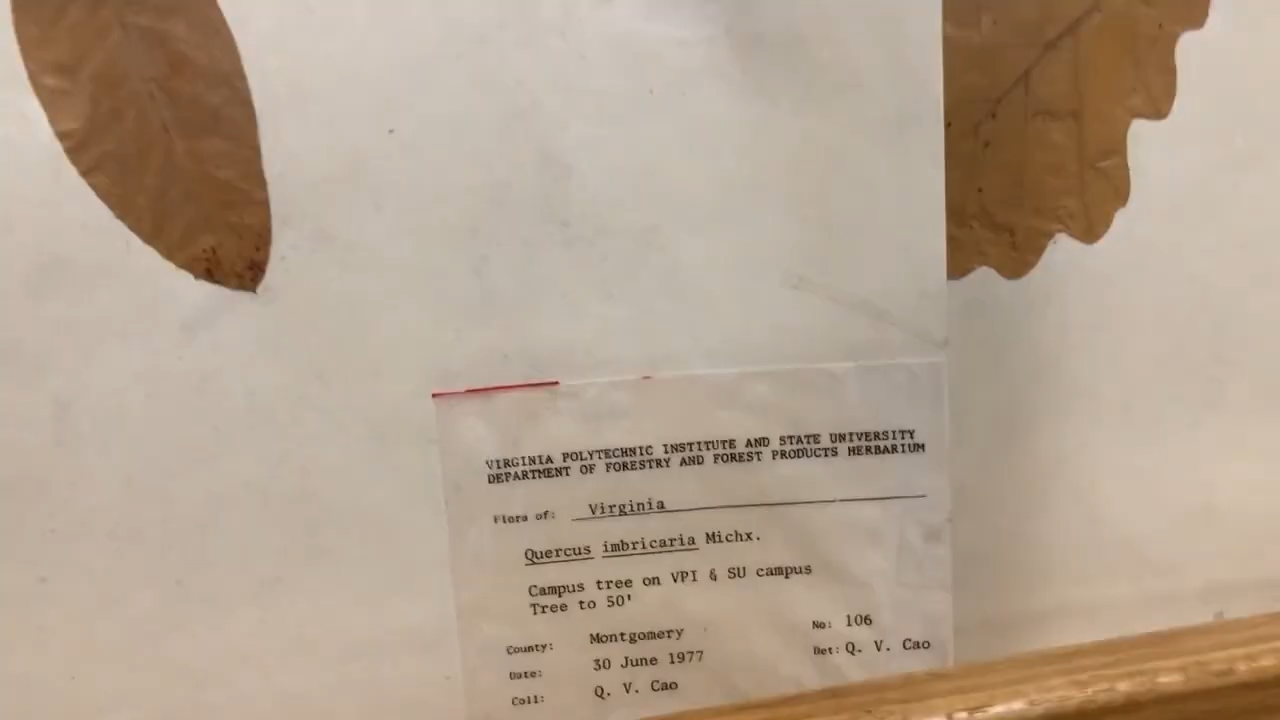 VIRGINIA POLYTECHNIC INSTITUTE AND STATE UNIVERSITY
DEPARTMENT OF FORESTRY AND FOREST PRODUCTS HERBARIUM
Flora of: Virginia
Quercus imbricaria Michx.
Campus tree on VPI & SU campus
Tree to 50'
County: Montgomery No: 106
Date: 30 June 1977 Det: Q. V. Cao
Coll: Q. V. Cao